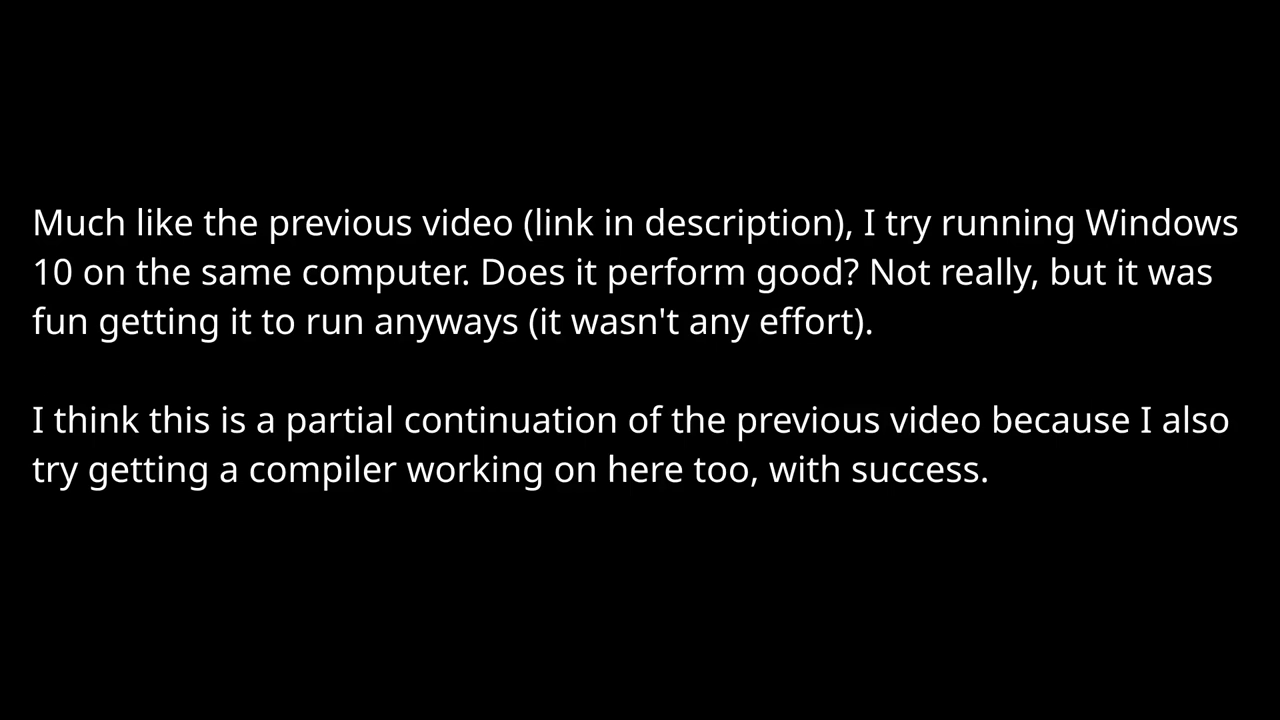 Much like the previous video (link in description), I try running Windows
10 on the same computer. Does it perform good? Not really, but it was
fun getting it to run anyways (it wasn't any effort).
I think this is a partial continuation of the previous video because I also
try getting a compiler working on here too, with success.